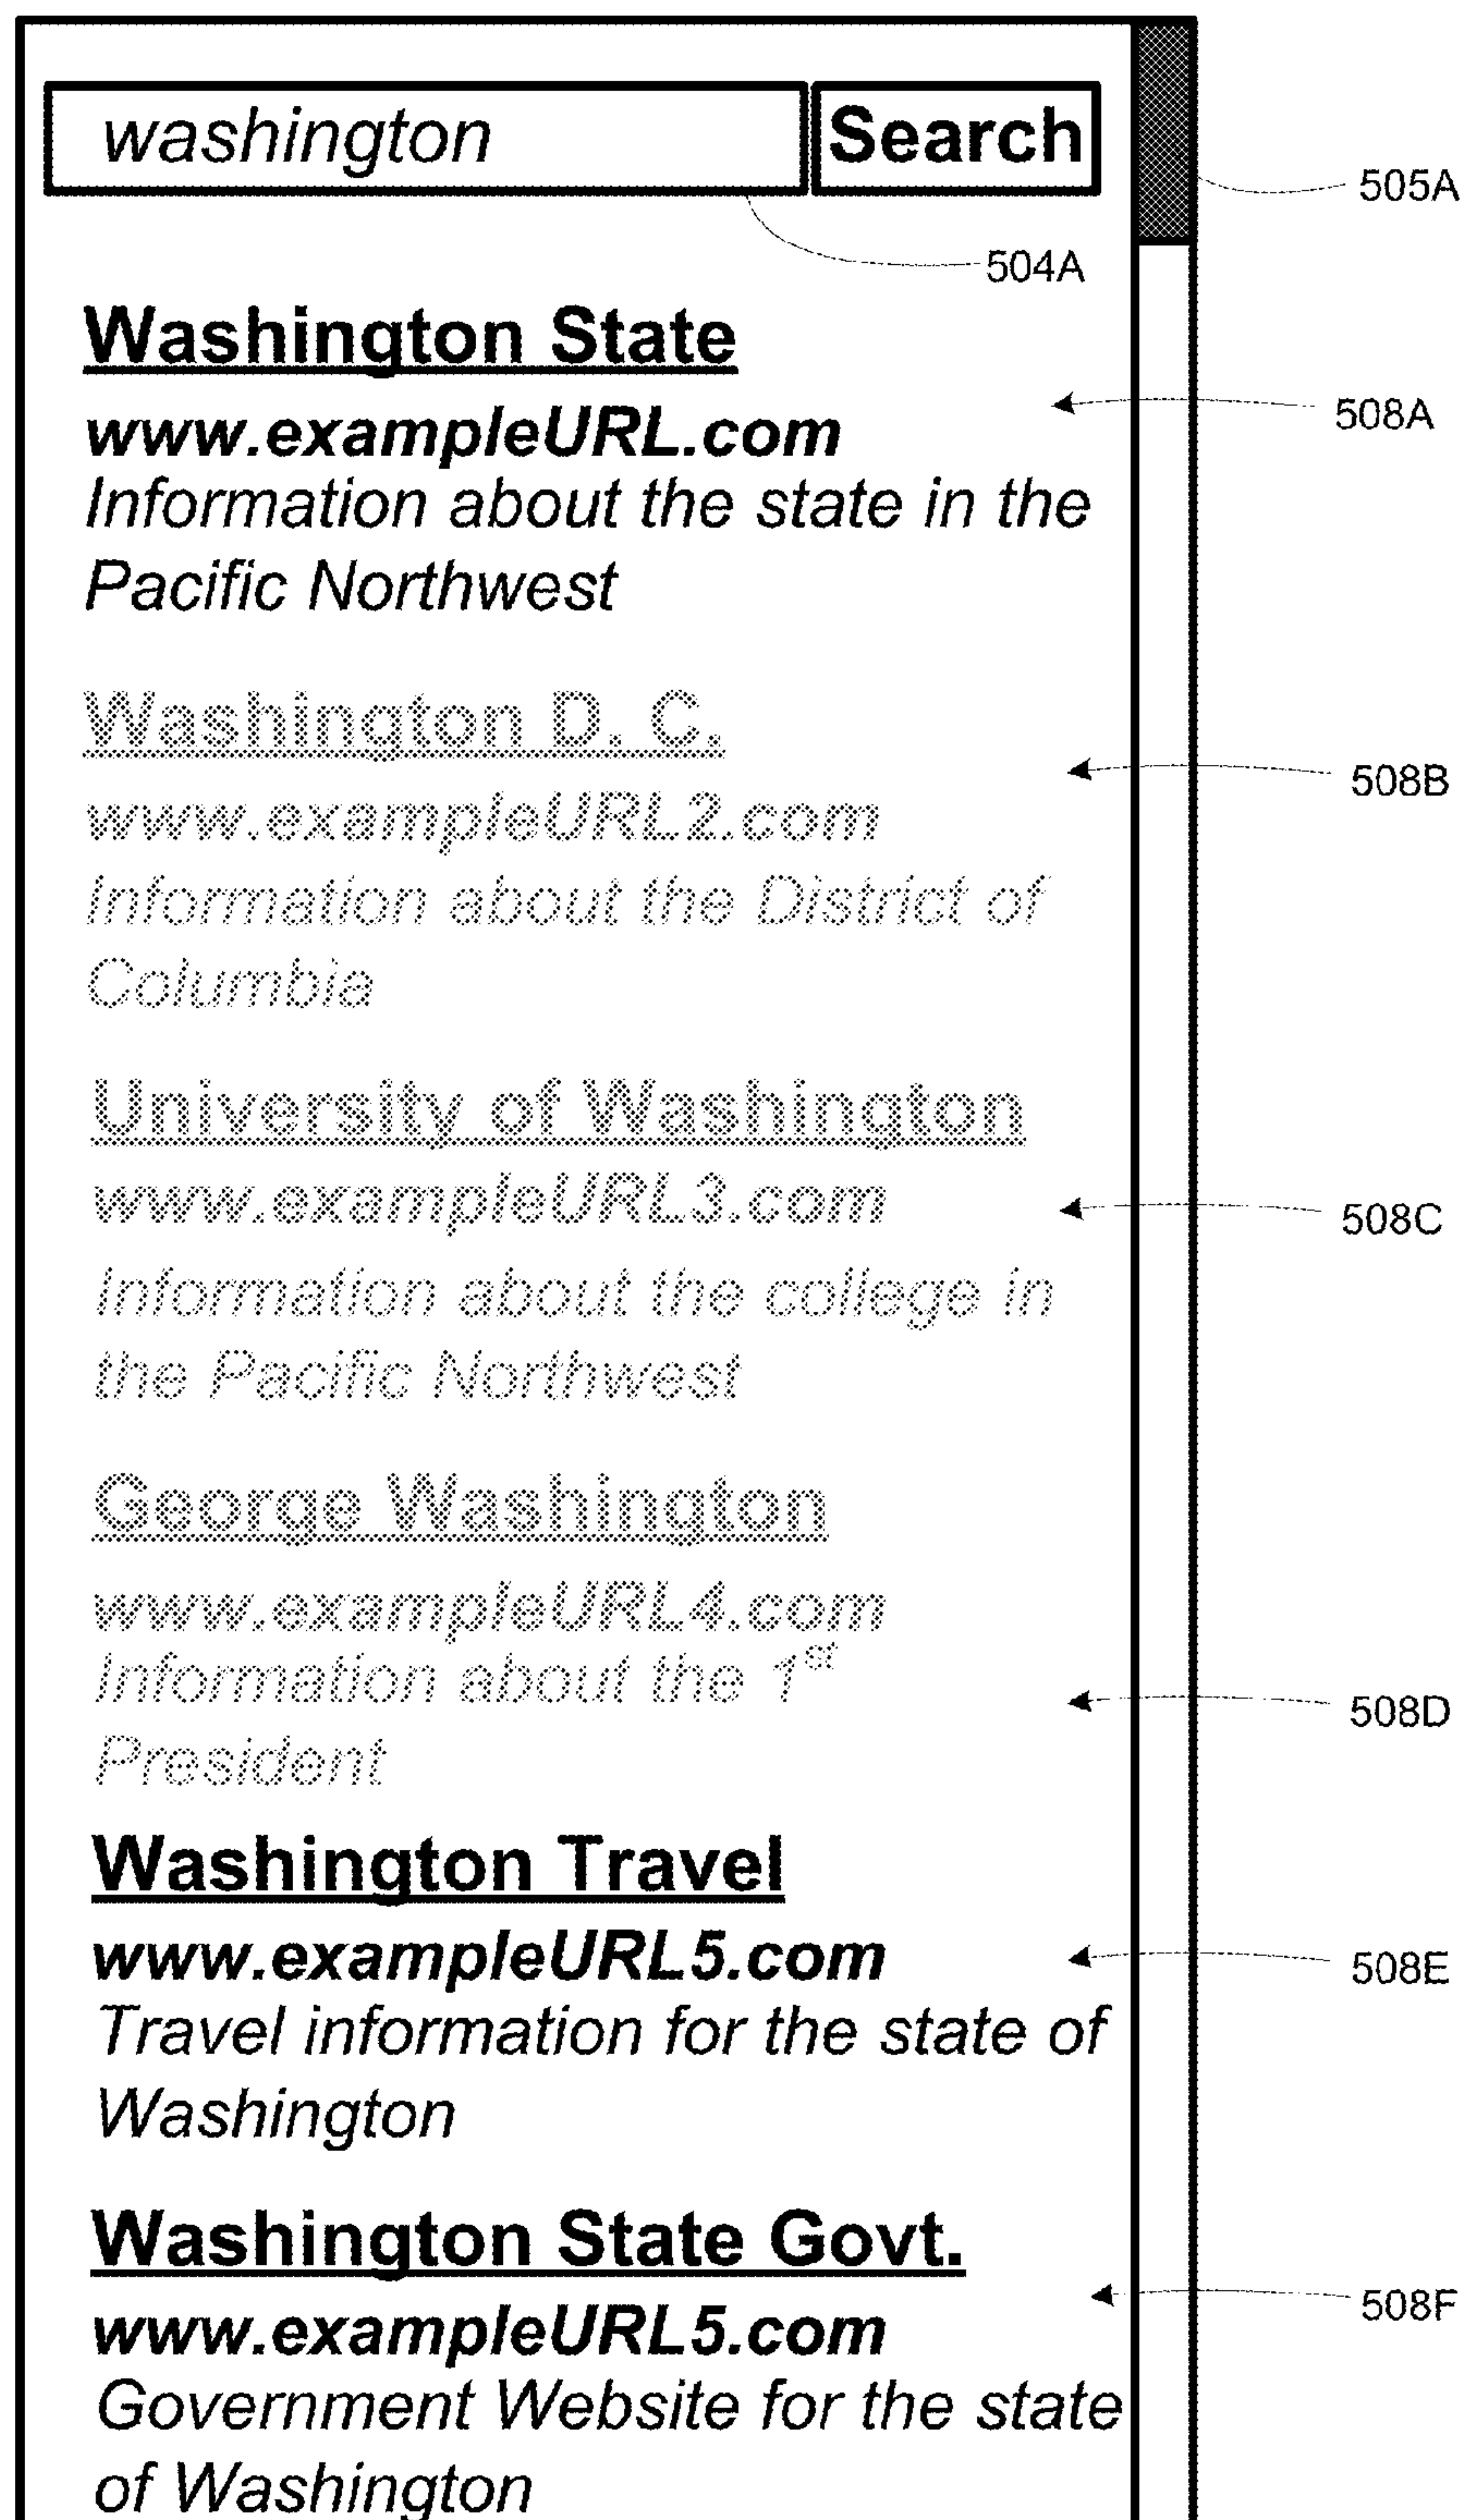 washington Search
505A
504A
Washington State
www.exampleURL.com
508A
Information about the state in the
Pacific Northwest
Washington D. C.
508B
www.exampleURL2.com
Information about the District of
Columbia
University of Washington
www.exampleURL3.com
508C
Information about the college in
the Pacific Northwest
George Washington
www.exampleURL4.com
Information about the 1st
508D
President
Washington Travel
www.exampleURL5.com
508E
Travel information for the state of
Washington
Washington State Govt.
508F
www.exampleURL5.com
Government Website for the state
of Washington